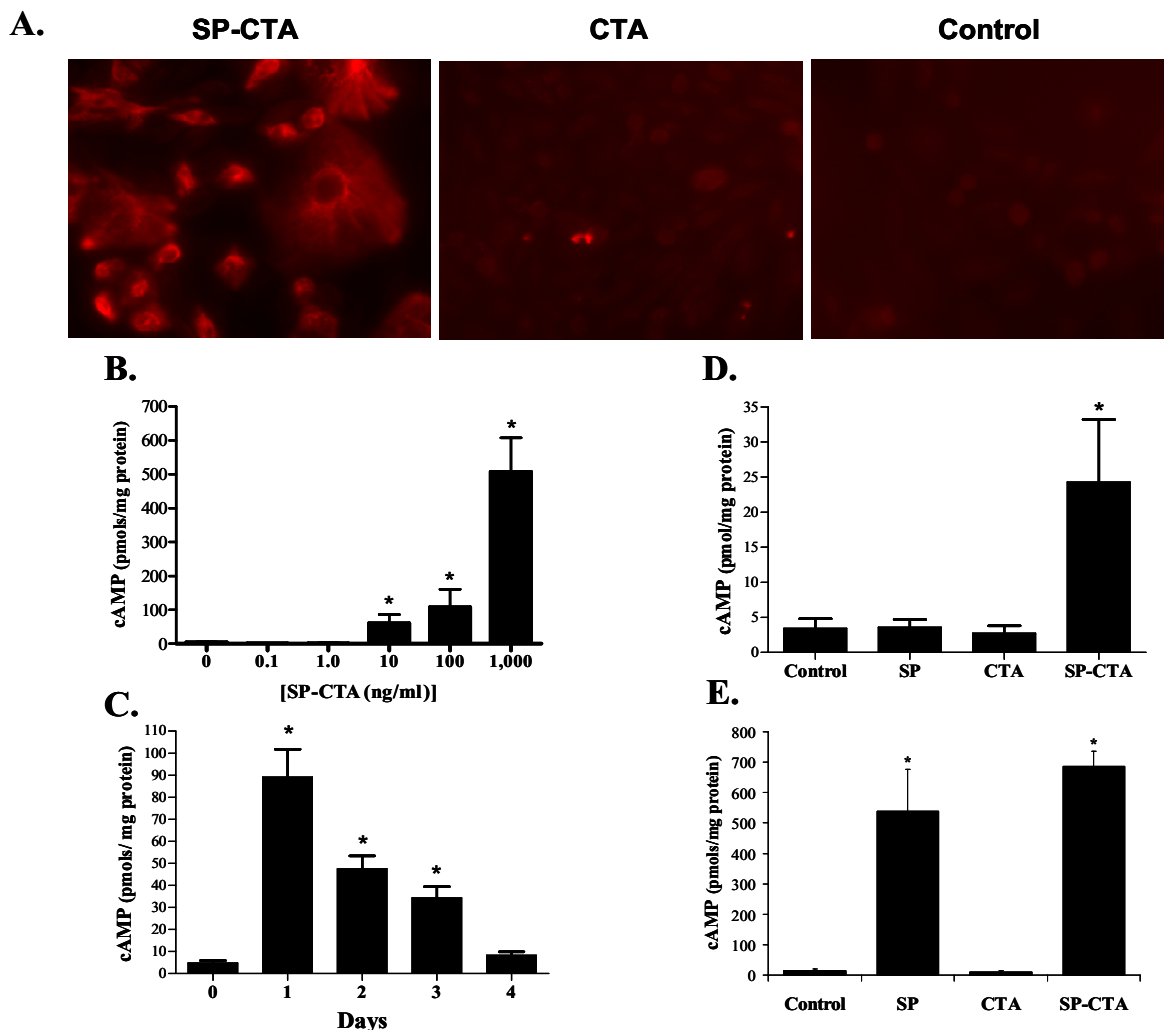 A.
SP-CTA
CTA
Control
B.
cAMP (pmols/mg protein)
700
600
500
400
300
200
100
0
*
*
*
0 0.1 1.0 10 100 1,000
[SP-CTA (ng/ml)]
C.
cAMP (pmols/ mg protein)
110
100
90
80
70
60
50
40
30
20
10
0
*
*
*
0 1 2 3 4
Days
D.
cAMP (pmol/mg protein)
35
30
25
20
15
10
5
0
*
Control SP CTA SP-CTA
E.
cAMP (pmols/mg protein)
800
700
600
500
400
300
200
100
0
*
*
Control SP CTA SP-CTA